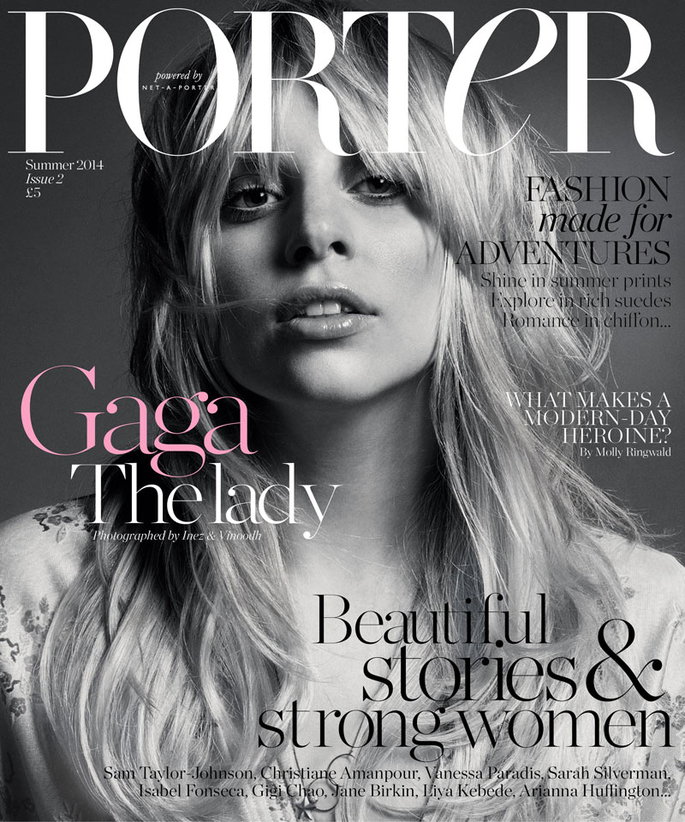 PORTER
powered by
NET-A-PORTER
Summer 2014
Issue 2
£5
FASHION
made for
ADVENTURES
Shine in summer prints
Explore in rich suedes
Romance in chiffon...
Gaga
The lady
Photographed by Inez & Vinoodh
WHAT MAKES A
MODERN-DAY
HEROINE?
By Molly Ringwald
Beautiful
stories &
strong women
Sam Taylor-Johnson, Christiane Amanpour, Vanessa Paradis, Sarah Silverman,
Isabel Fonseca, Gigi Chao, Jane Birkin, Liya Kebede, Arianna Huffington...